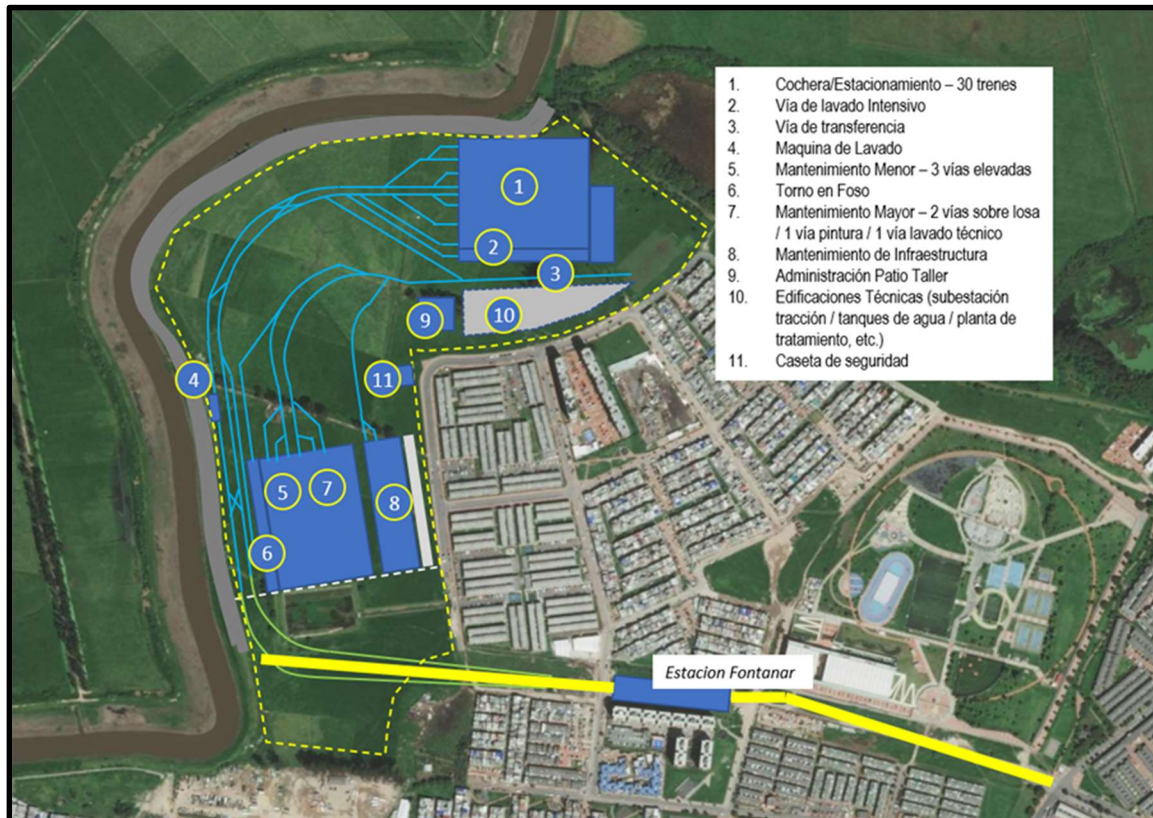 1. Cochera/Estacionamiento – 30 trenes
2. Vía de lavado Intensivo
3. Vía de transferencia
4. Maquina de Lavado
5. Mantenimiento Menor – 3 vías elevadas
6. Torno en Foso
7. Mantenimiento Mayor – 2 vías sobre losa
/ 1 vía pintura / 1 vía lavado técnico
8. Mantenimiento de Infraestructura
9. Administración Patio Taller
10. Edificaciones Técnicas (subestación
tracción / tanques de agua / planta de
tratamiento, etc.)
11. Caseta de seguridad
1
2
3
9
10
4
11
5
7
8
6
Estacion Fontanar